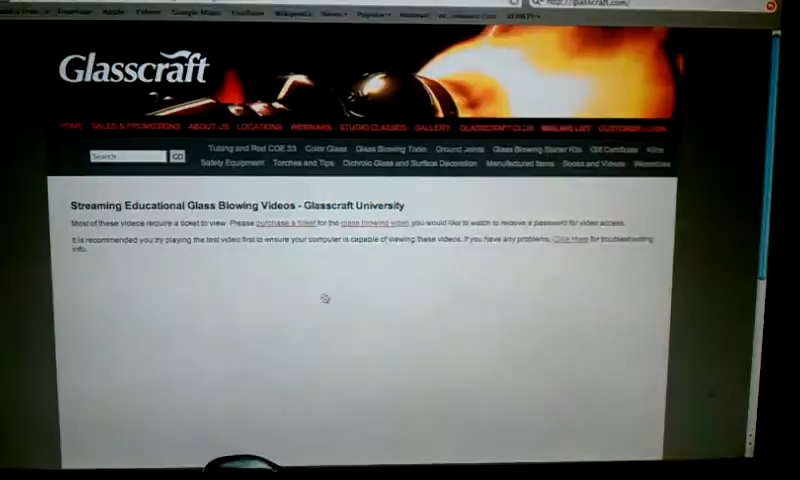 http://glasscraft.com/
Glasscraft
HOME SALES & PROMOTIONS ABOUT US LOCATIONS WEBINARS STUDIO CLASSES GALLERY GLASSCRAFT CLUB MAILING LIST CUSTOMER LOGIN
Search GO
Tubing and Rod COE 33 Color Glass Glass Blowing Tools Ground Joints Glass Blowing Starter Kits Gift Certificate Kilns
Safety Equipment Torches and Tips Dichroic Glass and Surface Decoration Manufactured Items Books and Videos Wearables
Streaming Educational Glass Blowing Videos - Glasscraft University
Most of these videos require a ticket to view. Please purchase a ticket for the glass blowing video you would like to watch to receive a password for video access.
It is recommended you try playing the test video first to ensure your computer is capable of viewing these videos. If you have any problems, Click Here for troubleshooting
info.